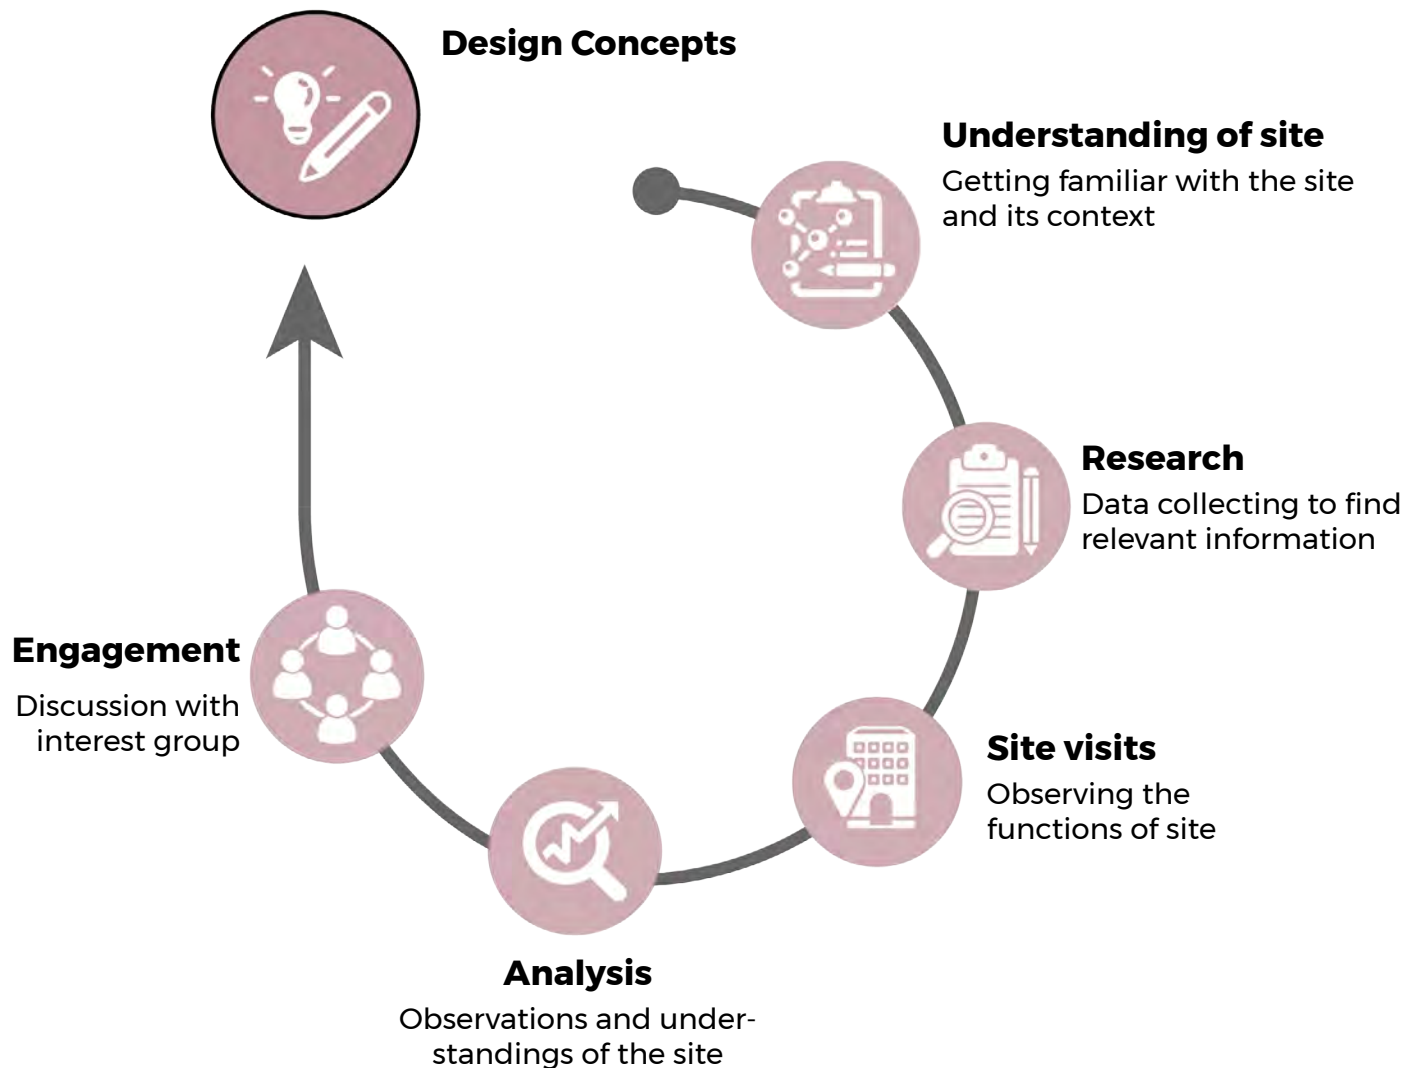 Design Concepts
Understanding of site
Getting familiar with the site
and its context
Research
Data collecting to find
relevant information
Site visits
Observing the
functions of site
Analysis
Observations and under-
standings of the site
Engagement
Discussion with
interest group